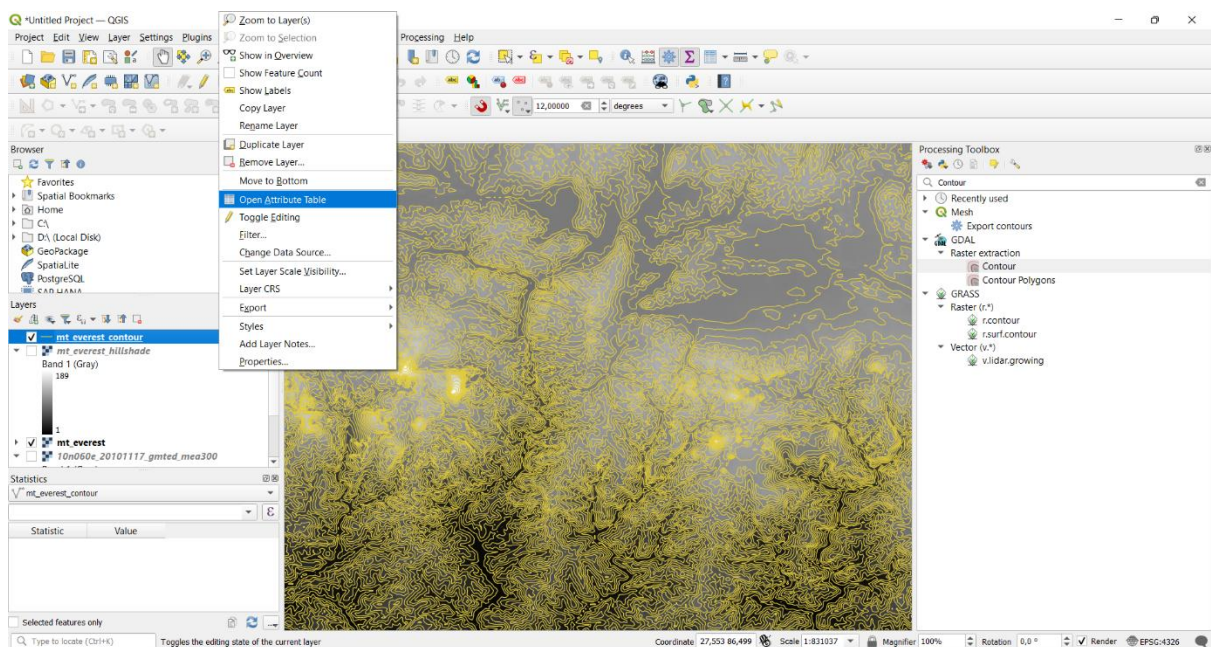 *Untitled Project — QGIS
Project Edit View Layer Settings Plugins
Processing Help
Zoom to Layer(s)
Zoom to Selection
Show in Overview
Show Feature Count
Show Labels
Copy Layer
Rename Layer
Duplicate Layer
Remove Layer...
Move to Bottom
Open Attribute Table
Toggle Editing
Filter...
Change Data Source...
Set Layer Scale Visibility...
Layer CRS
Export
Styles
Add Layer Notes...
Properties...
12,00000
degrees
Browser
Favorites
Spatial Bookmarks
Home
C:\
D:\ (Local Disk)
GeoPackage
SpatiaLite
PostgreSQL
SAP HANA
Layers
mt_everest_contour
mt_everest_hillshade
Band 1 (Gray)
189
1
mt_everest
10n060e_20101117_gmted_mea300
Statistics
mt_everest_contour
Statistic Value
Selected features only
Processing Toolbox
Contour
Recently used
Mesh
Export contours
GDAL
Raster extraction
Contour
Contour Polygons
GRASS
Raster (r.*)
r.contour
r.surf.contour
Vector (v.*)
v.lidar.growing
Type to locate (Ctrl+K)
Toggles the editing state of the current layer
Coordinate 27,553 86,499 Scale 1:831037 Magnifier 100% Rotation 0,0 ° Render EPSG:4326